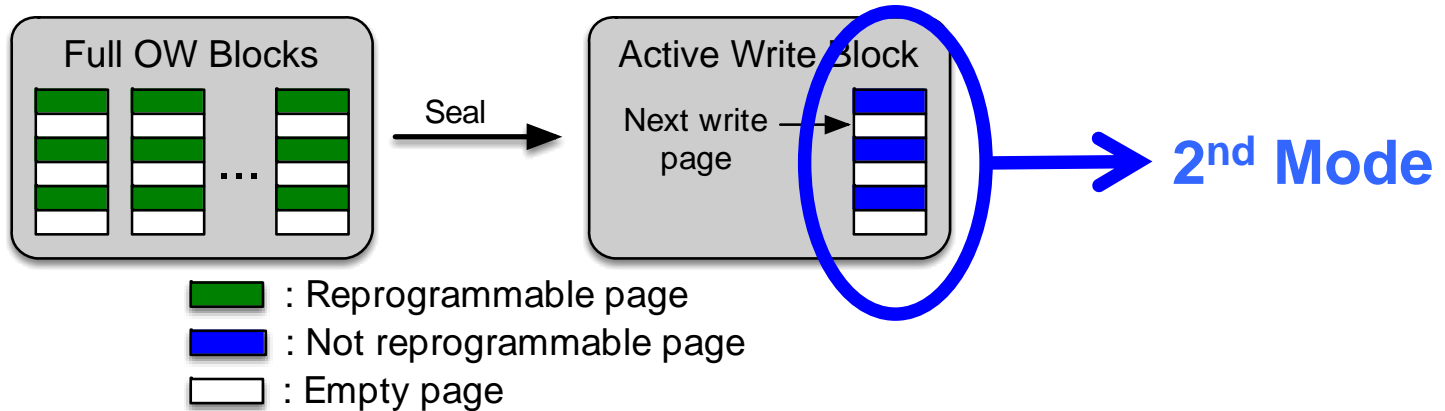 Full OW Blocks
...
Seal
Active Write Block
Next write
page
2nd Mode
: Reprogrammable page
: Not reprogrammable page
: Empty page